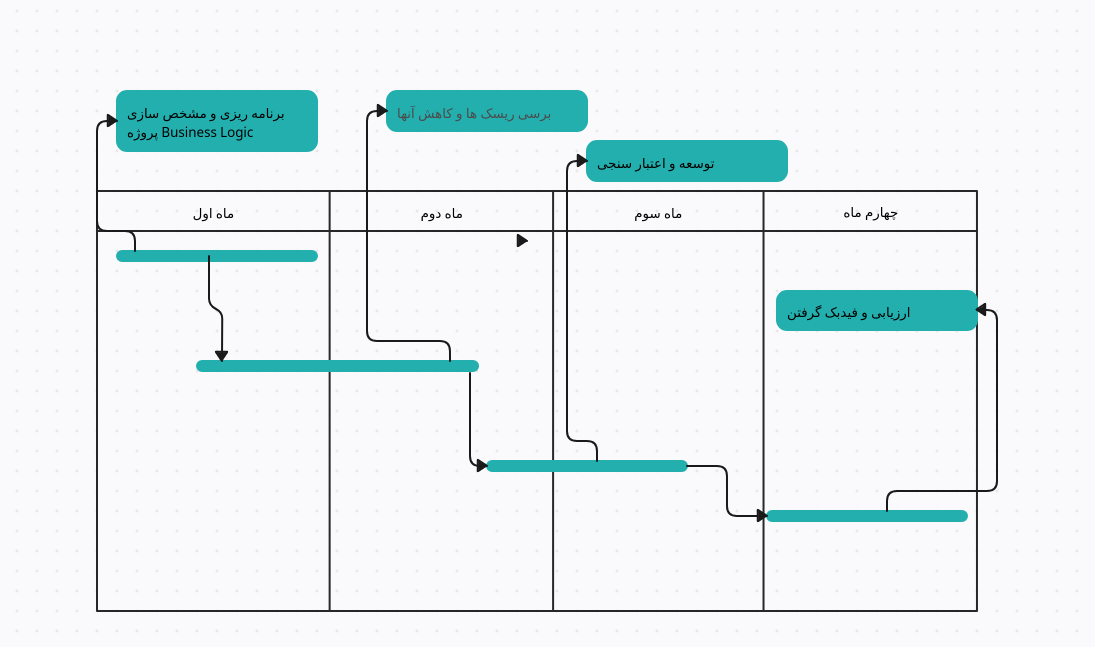 برنامه ریزی و مشخص سازی
پروژه Business Logic
برسی ریسک ها و کاهش آنها
توسعه و اعتبار سنجی
ماه اول
ماه دوم
ماه سوم
چهارم ماه
ارزیابی و فیدبک گرفتن